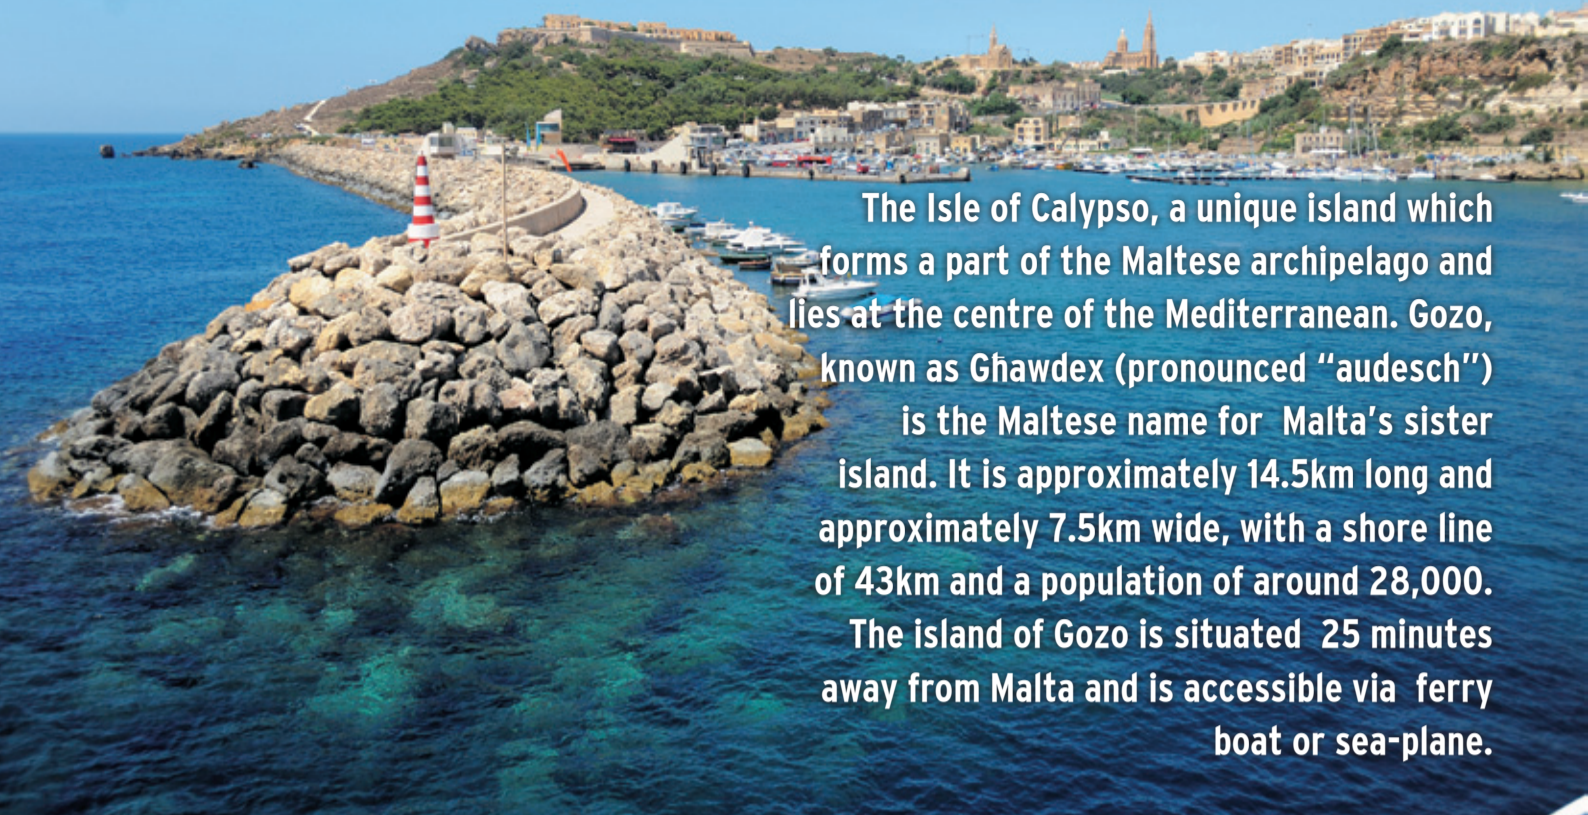 The Isle of Calypso, a unique island which
forms a part of the Maltese archipelago and
lies at the centre of the Mediterranean. Gozo,
known as Għawdex (pronounced “audesch”)
is the Maltese name for  Malta’s sister
island. It is approximately 14.5km long and
approximately 7.5km wide, with a shore line
of 43km and a population of around 28,000.
The island of Gozo is situated  25 minutes
away from Malta and is accessible via  ferry
boat or sea-plane.